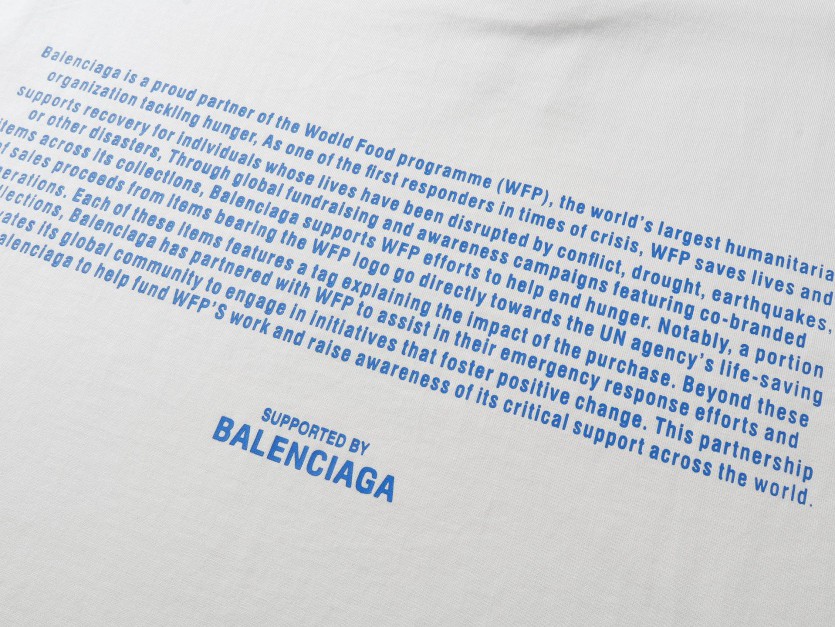 Balenciaga is a proud partner of the Wodld Food programme (WFP), the world's largest humanitaria
organization tackling hunger, As one of the first responders in times of crisis, WFP saves lives and
supports recovery for individuals whose lives have been disrupted by conflict, drought, earthquakes,
or other disasters, Through global fundraising and awareness campaigns featuring co-branded
items across its collections, Balenciaga supports WFP efforts to help end hunger. Notably, a portion
of sales proceeds from items bearing the WFP logo go directly towards the UN agency's life-saving
erations. Each of these items features a tag explaining the impact of the purchase. Beyond these
llections, Balenciaga has partnered with WFP to assist in their emergency response efforts and
vates its global community to engage in initiatives that foster positive change. This partnership
alenciaga to help fund WFP'S work and raise awareness of its critical support across the world.
SUPPORTED BY
BALENCIAGA